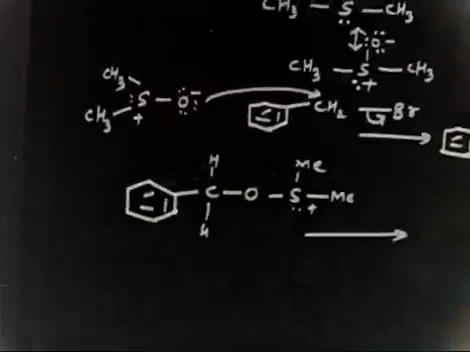 CH3 – S – CH3
:O:–
CH3 – S – CH3
+
CH3
:S – O:–
CH3 +
CH2 – Br
H Me
C – O – S – Me
H +